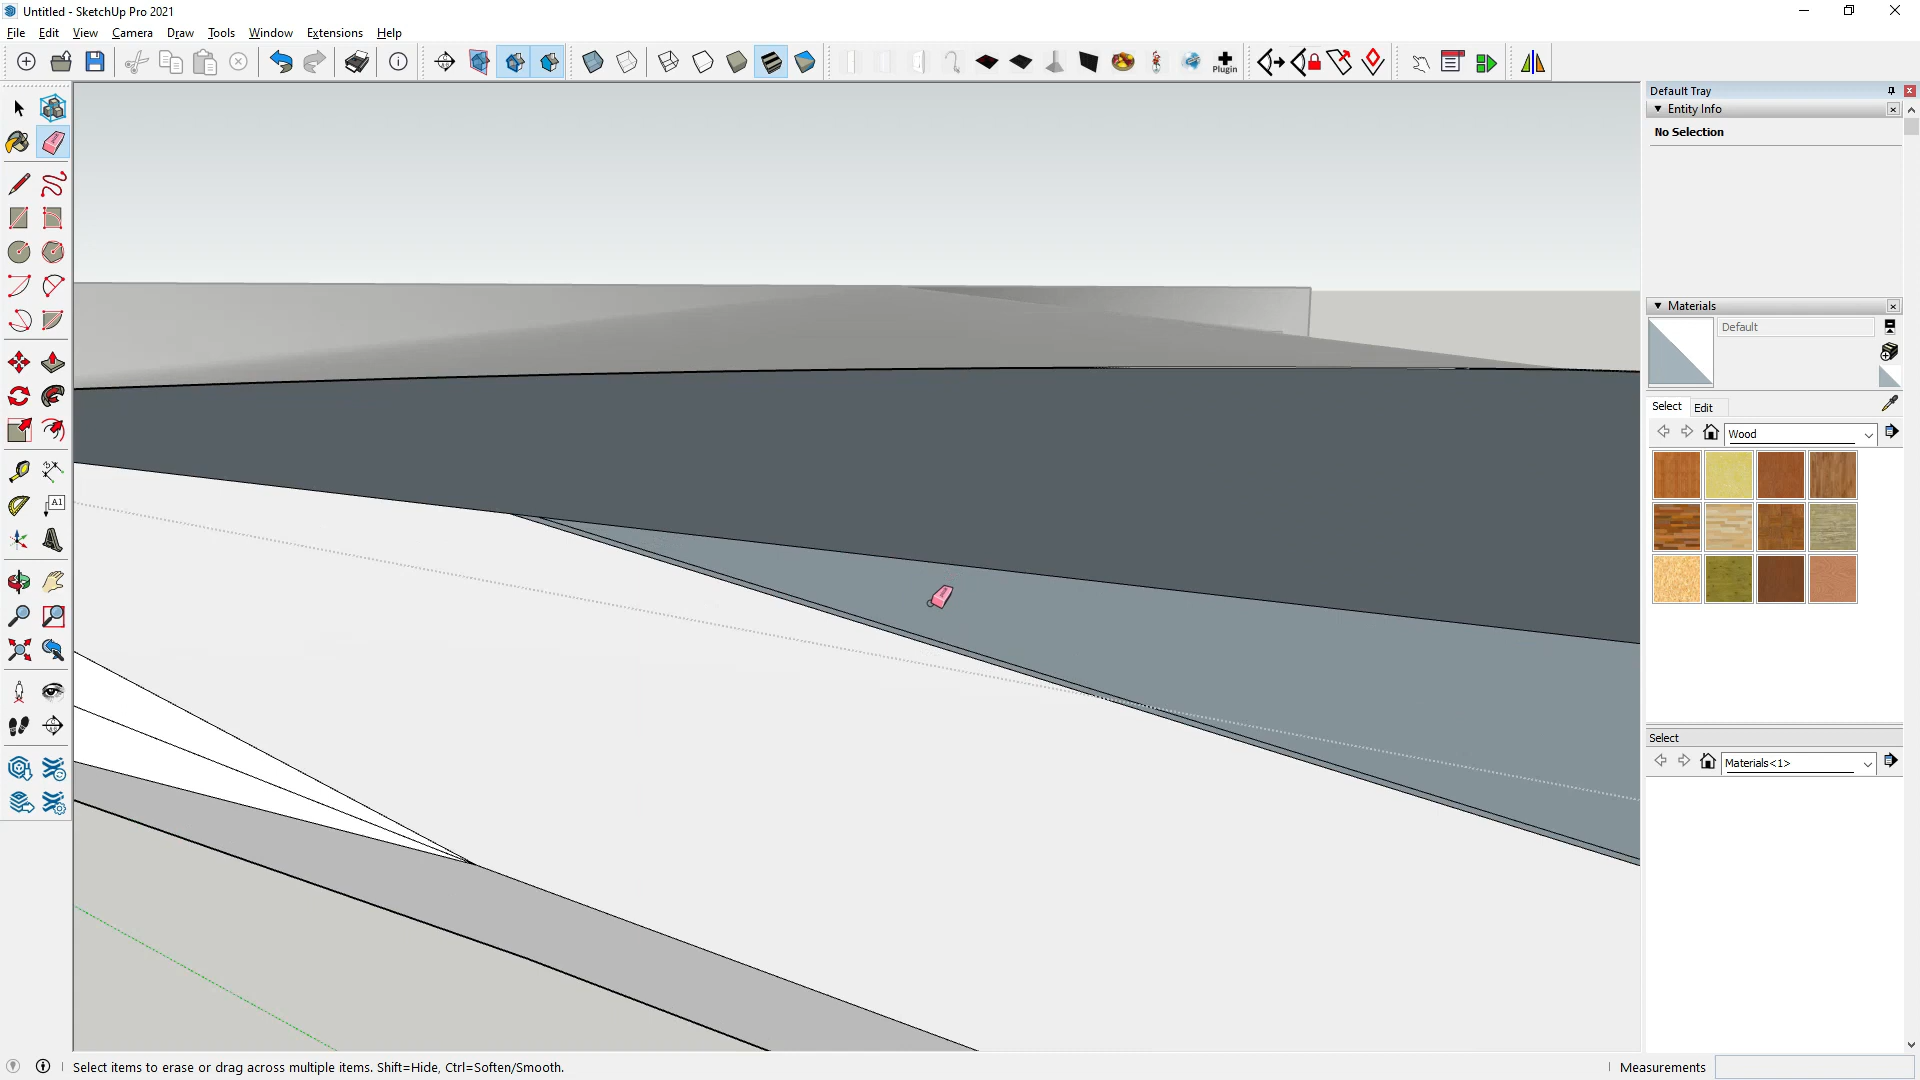 Untitled - SketchUp Pro 2021
File Edit View Camera Draw Tools Window Extensions Help
Plugin
Default Tray
Entity Info
No Selection
Materials
Default
Select Edit
Wood
A1
Select
Materials<1>
Select items to erase or drag across multiple items. Shift=Hide, Ctrl=Soften/Smooth.
Measurements